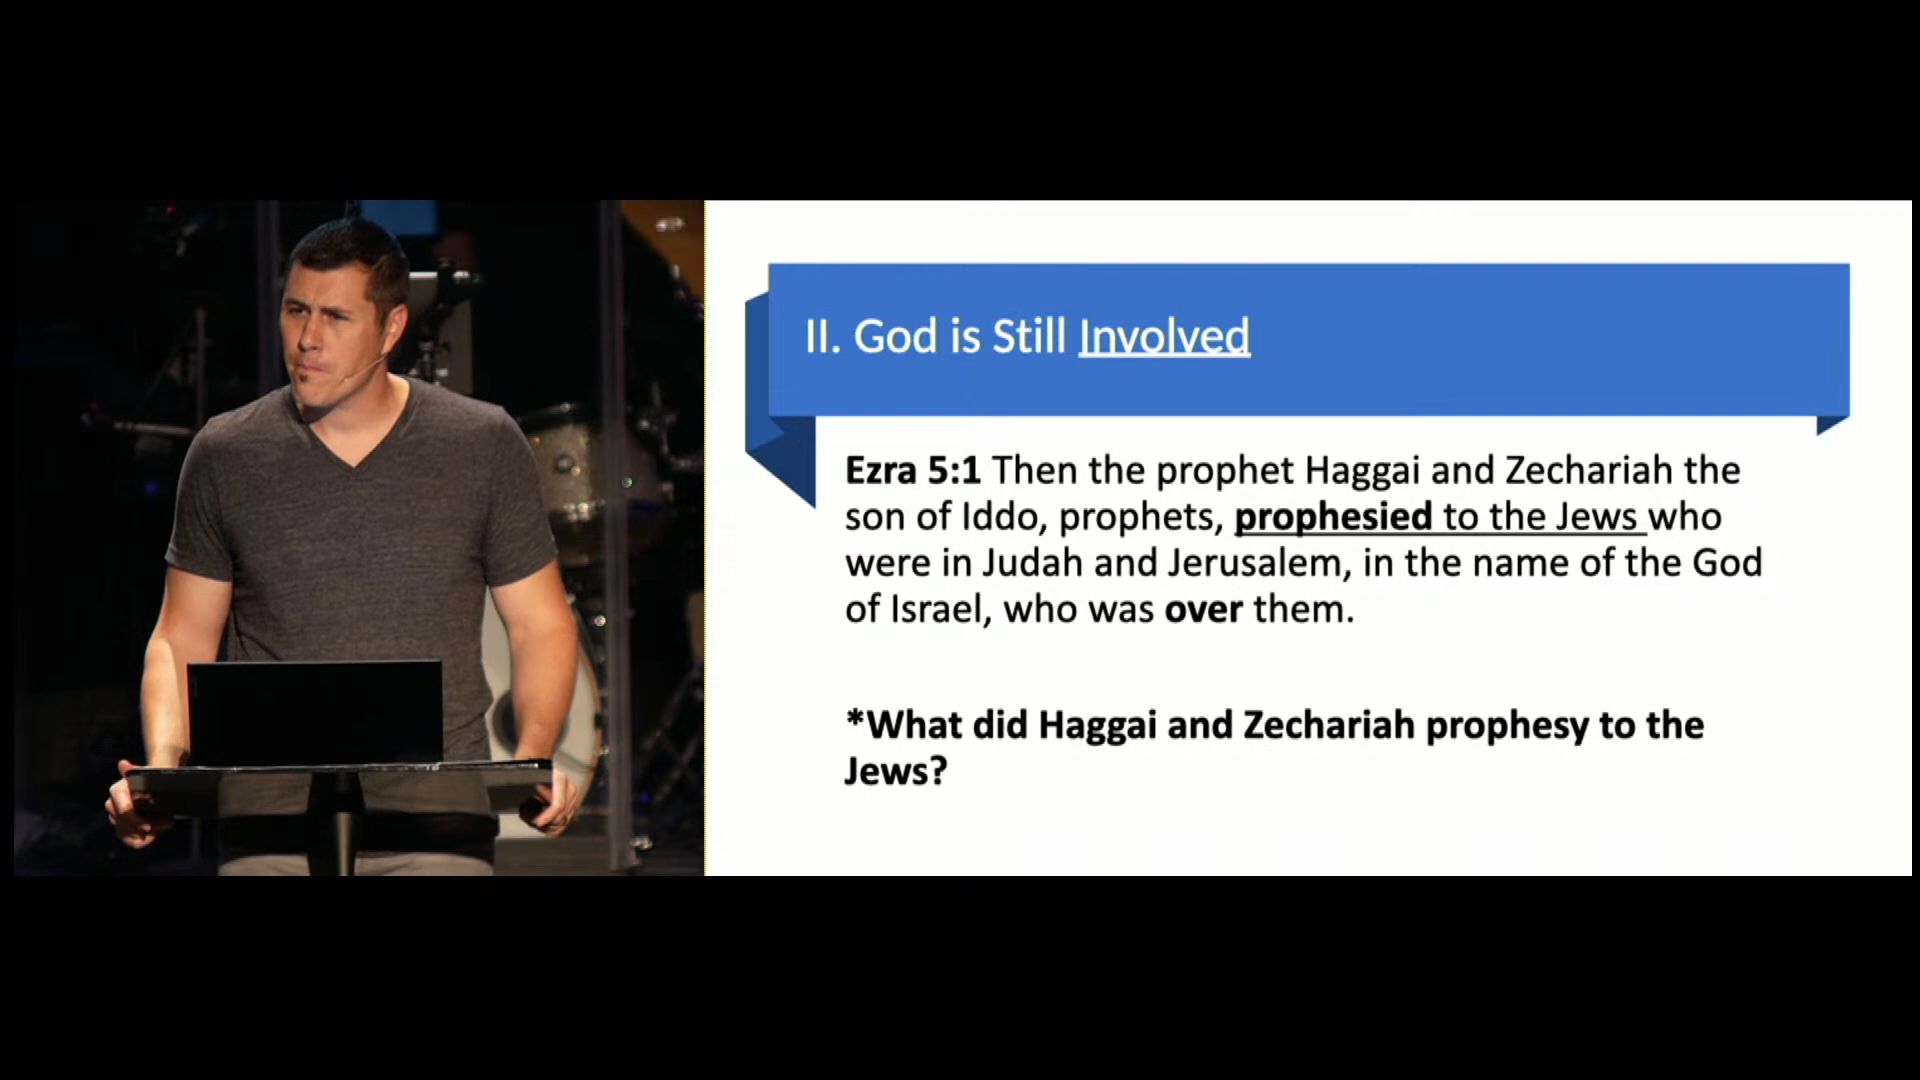 II. God is Still Involved
Ezra 5:1 Then the prophet Haggai and Zechariah the
son of Iddo, prophets, prophesied to the Jews who
were in Judah and Jerusalem, in the name of the God
of Israel, who was over them.
*What did Haggai and Zechariah prophesy to the
Jews?